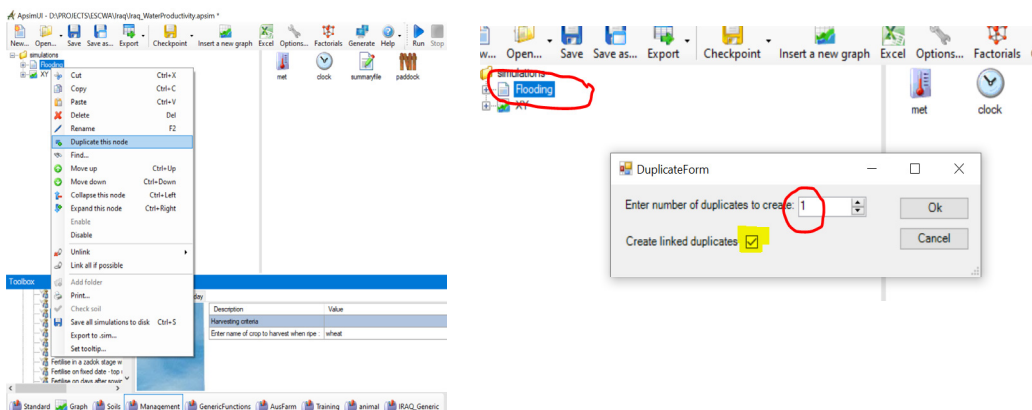 ApsimUI - D:\PROJECTS\ESCWA\Iraq\Iraq_WaterProductivity.apsim *
New... Open... Save Save as... Export Checkpoint Insert a new graph Excel Options... Factorials Generate Help Run Stop
simulations
Flooding
XY
Cut Ctrl+X
Copy Ctrl+C
Paste Ctrl+V
Delete Del
Rename F2
Duplicate this node
Find...
Move up Ctrl+Up
Move down Ctrl+Down
Collapse this node Ctrl+Left
Expand this node Ctrl+Right
Enable
Disable
Unlink
Link all if possible
Add folder
Print...
Check soil
Save all simulations to disk Ctrl+S
Export to .sim...
Set tooltip...
met clock summaryfile paddock
Toolbox
day
Description Value
Harvesting criteria
Enter name of crop to harvest when ripe : wheat
Fertilise in a zadok stage w
Fertilise on fixed date - top
Fertilise on days after sowin
Standard Graph Soils Management GenericFunctions AusFarm Training animal IRAQ_Generic
w... Open... Save Save as... Export Checkpoint Insert a new graph Excel Options... Factorials
simulations
Flooding
XY
met clock
DuplicateForm
Enter number of duplicates to create: 1
Ok
Create linked duplicates
Cancel